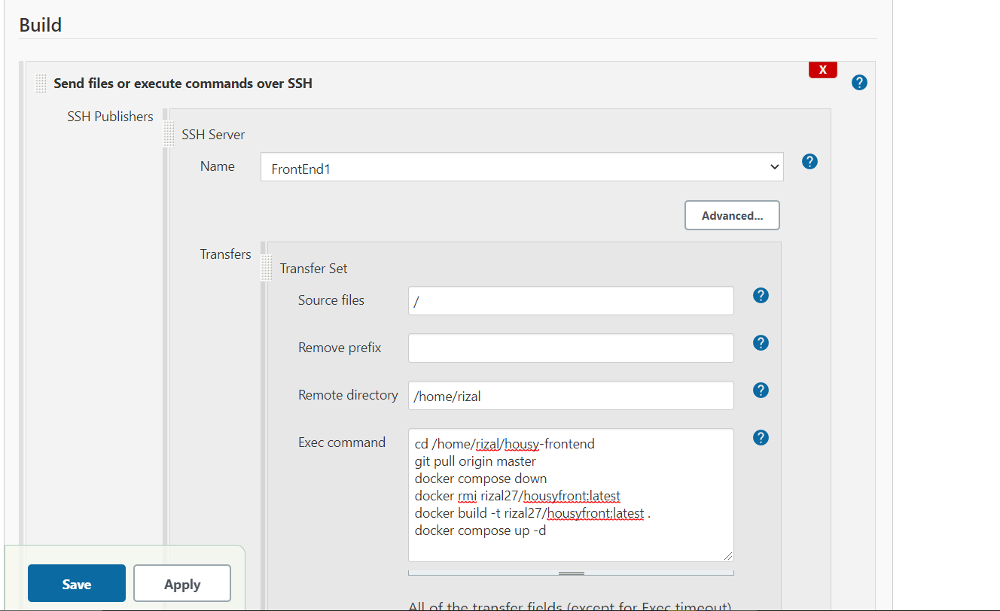 Build
Send files or execute commands over SSH
X
?
SSH Publishers
SSH Server
Name
FrontEnd1
?
Advanced...
Transfers
Transfer Set
Source files
/
?
Remove prefix
?
Remote directory
/home/rizal
?
Exec command
cd /home/rizal/housy-frontend
git pull origin master
docker compose down
docker rmi rizal27/housyfront:latest
docker build -t rizal27/housyfront:latest .
docker compose up -d
?
All of the transfer fields (except for Exec timeout)
Save
Apply